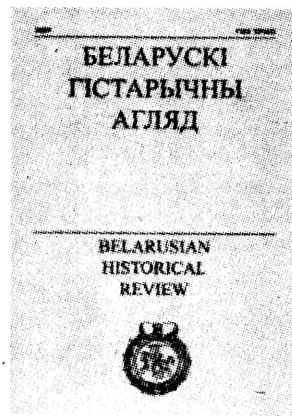 БЕЛАРУСКІ
ГІСТАРЫЧНЫ
АГЛЯД
BELARUSIAN
HISTORICAL
REVIEW